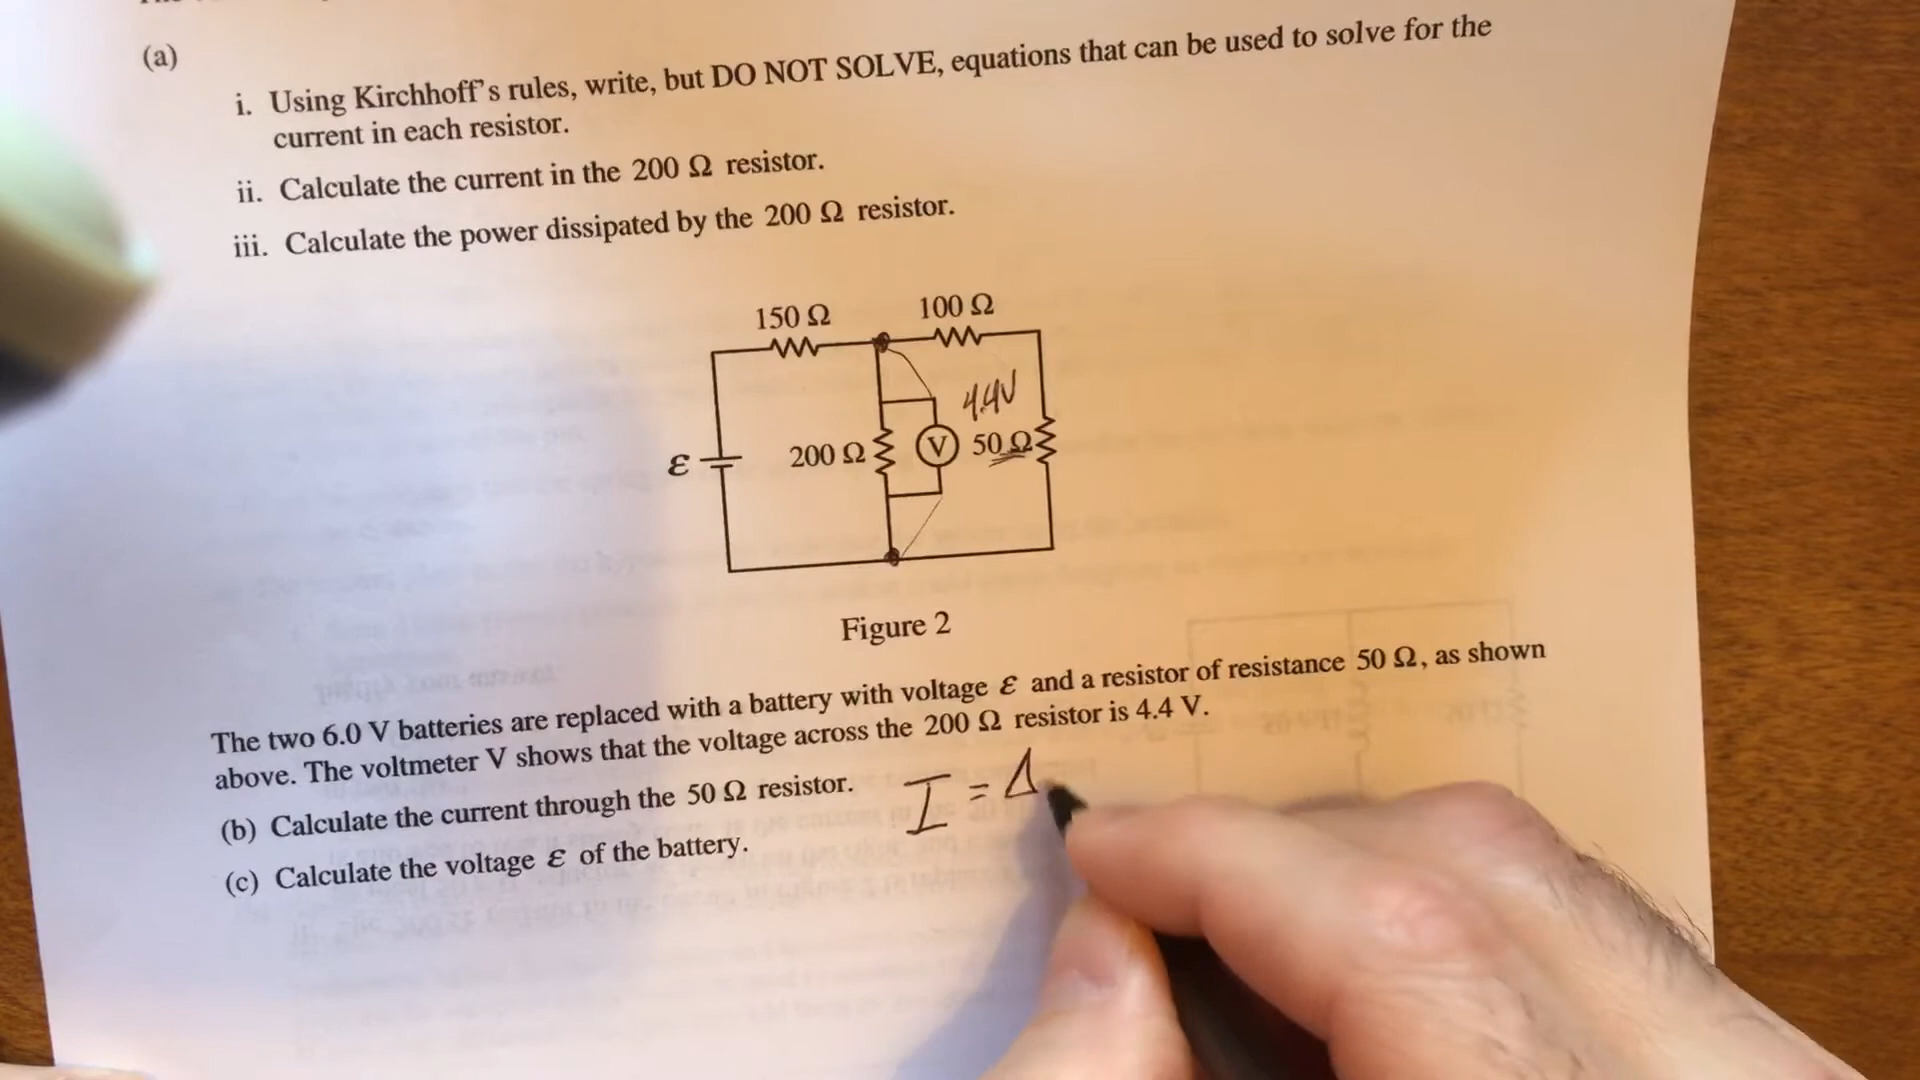 (a)
i. Using Kirchhoff's rules, write, but DO NOT SOLVE, equations that can be used to solve for the
current in each resistor.
ii. Calculate the current in the 200 Ω resistor.
iii. Calculate the power dissipated by the 200 Ω resistor.
150 Ω 100 Ω
4.4V
ε 200 Ω V 50 Ω
Figure 2
The two 6.0 V batteries are replaced with a battery with voltage ε and a resistor of resistance 50 Ω, as shown
above. The voltmeter V shows that the voltage across the 200 Ω resistor is 4.4 V.
(b) Calculate the current through the 50 Ω resistor. I = Δ
(c) Calculate the voltage ε of the battery.